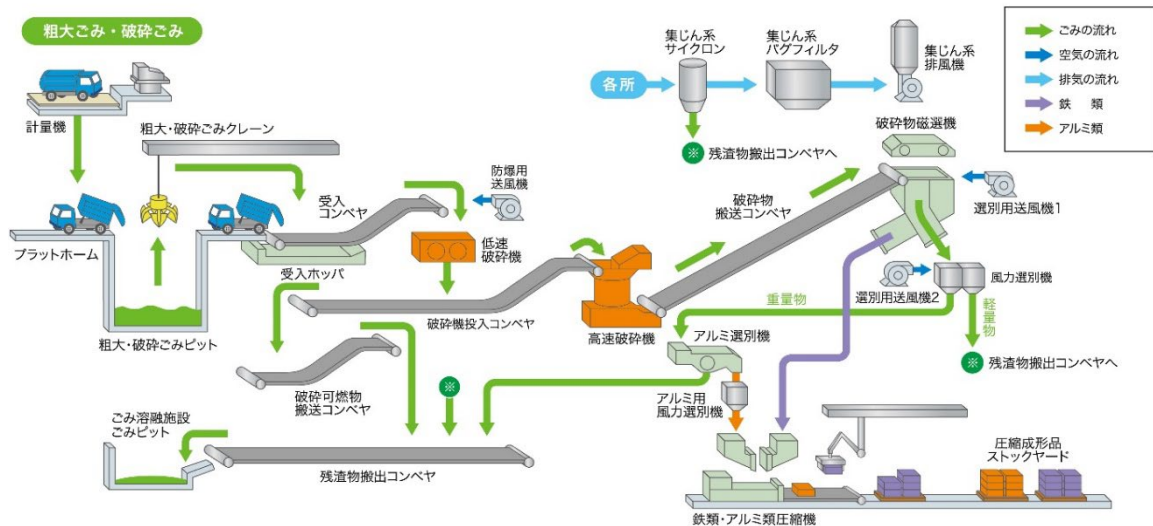 粗大ごみ・破砕ごみ
計量機
粗大・破砕ごみクレーン
プラットホーム
粗大・破砕ごみピット
受入
コンベヤ
受入ホッパ
防爆用
送風機
低速
破砕機
破砕機投入コンベヤ
破砕可燃物
搬送コンベヤ
ごみ溶融施設
ごみピット
残渣物搬出コンベヤ
※
各所
集じん系
サイクロン
集じん系
バグフィルタ
集じん系
排風機
※ 残渣物搬出コンベヤへ
高速破砕機
破砕物
搬送コンベヤ
破砕物磁選機
選別用送風機1
選別用送風機2
風力選別機
重量物
軽量物
※ 残渣物搬出コンベヤへ
アルミ選別機
アルミ用
風力選別機
鉄類・アルミ類圧縮機
圧縮成形品
ストックヤード
ごみの流れ
空気の流れ
排気の流れ
鉄 類
アルミ類